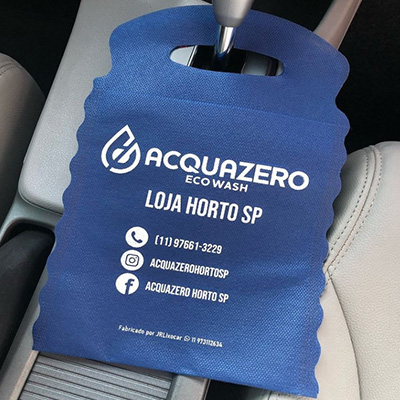 ACQUAZERO
ECO WASH
LOJA HORTO SP
(11) 97661-3229
ACQUAZEROHORTOSP
ACQUAZERO HORTO SP
Fabricado por JRLixocar 11 973112634